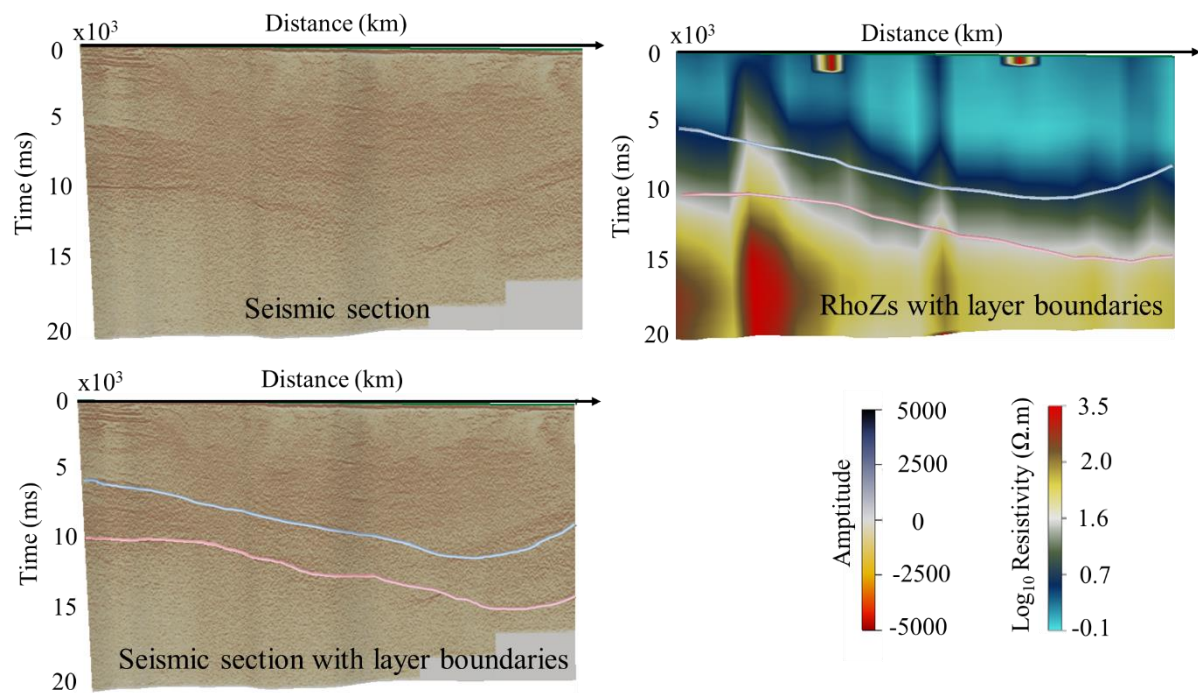 x10³
Distance (km)
0
5
10
15
20
Time (ms)
Seismic section
x10³
Distance (km)
0
5
10
15
20
Time (ms)
RhoZs with layer boundaries
x10³
Distance (km)
0
5
10
15
20
Time (ms)
Seismic section with layer boundaries
Amplitude
5000
2500
0
-2500
-5000
Log₁₀ Resistivity (Ω.m)
3.5
2.0
1.6
0.7
-0.1